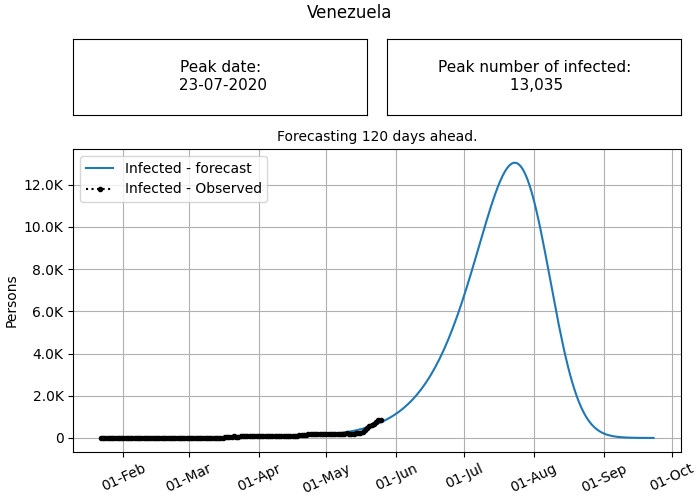 Venezuela
Peak date:
23-07-2020
Peak number of infected:
13,035
Forecasting 120 days ahead.
Infected - forecast
Infected - Observed
Persons
12.0K
10.0K
8.0K
6.0K
4.0K
2.0K
0
01-Feb
01-Mar
01-Apr
01-May
01-Jun
01-Jul
01-Aug
01-Sep
01-Oct